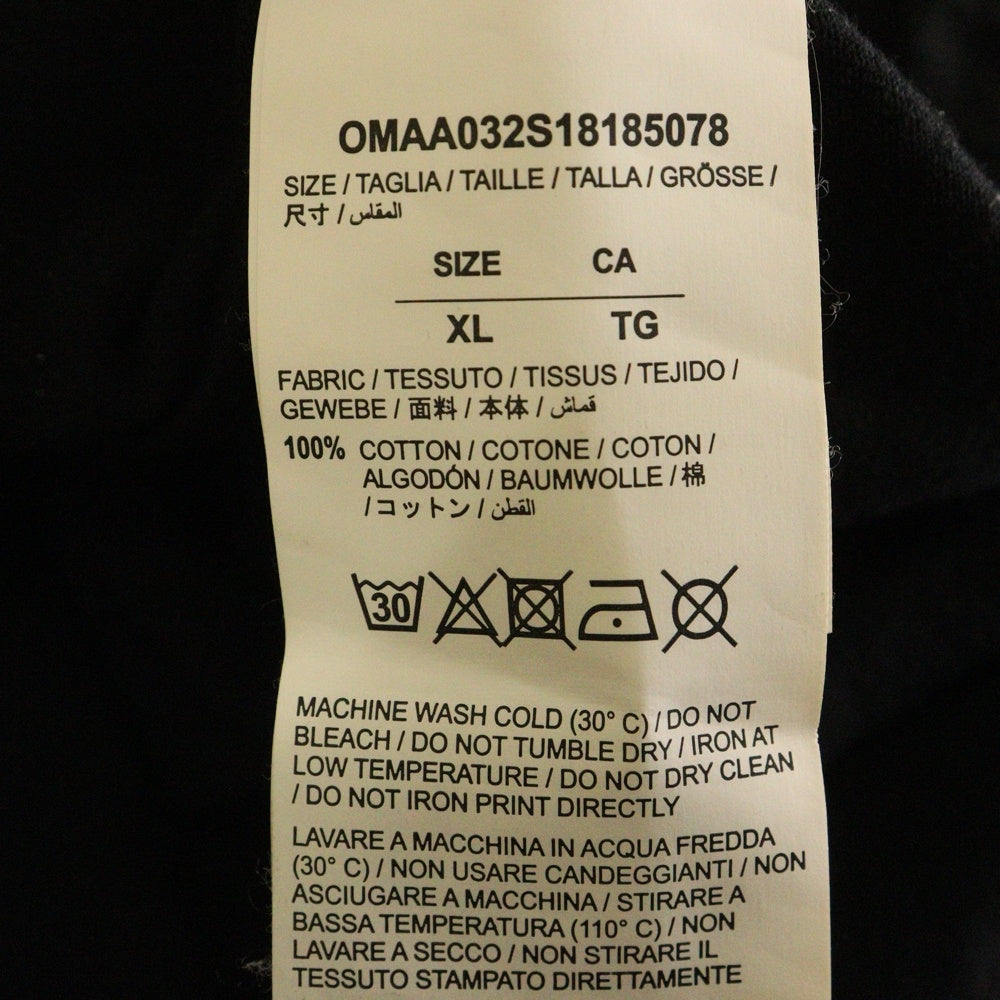 OMAA032S18185078
SIZE / TAGLIA / TAILLE / TALLA / GRÖSSE /
尺寸 / المقاس
SIZE CA
XL TG
FABRIC / TESSUTO / TISSUS / TEJIDO /
GEWEBE / 面料 / 本体 / قماش
100% COTTON / COTONE / COTON /
ALGODÓN / BAUMWOLLE / 棉
/ コットン / القطن
30
MACHINE WASH COLD (30° C) / DO NOT
BLEACH / DO NOT TUMBLE DRY / IRON AT
LOW TEMPERATURE / DO NOT DRY CLEAN
/ DO NOT IRON PRINT DIRECTLY
LAVARE A MACCHINA IN ACQUA FREDDA
(30° C) / NON USARE CANDEGGIANTI / NON
ASCIUGARE A MACCHINA / STIRARE A
BASSA TEMPERATURA (110° C) / NON
LAVARE A SECCO / NON STIRARE IL
TESSUTO STAMPATO DIRETTAMENTE